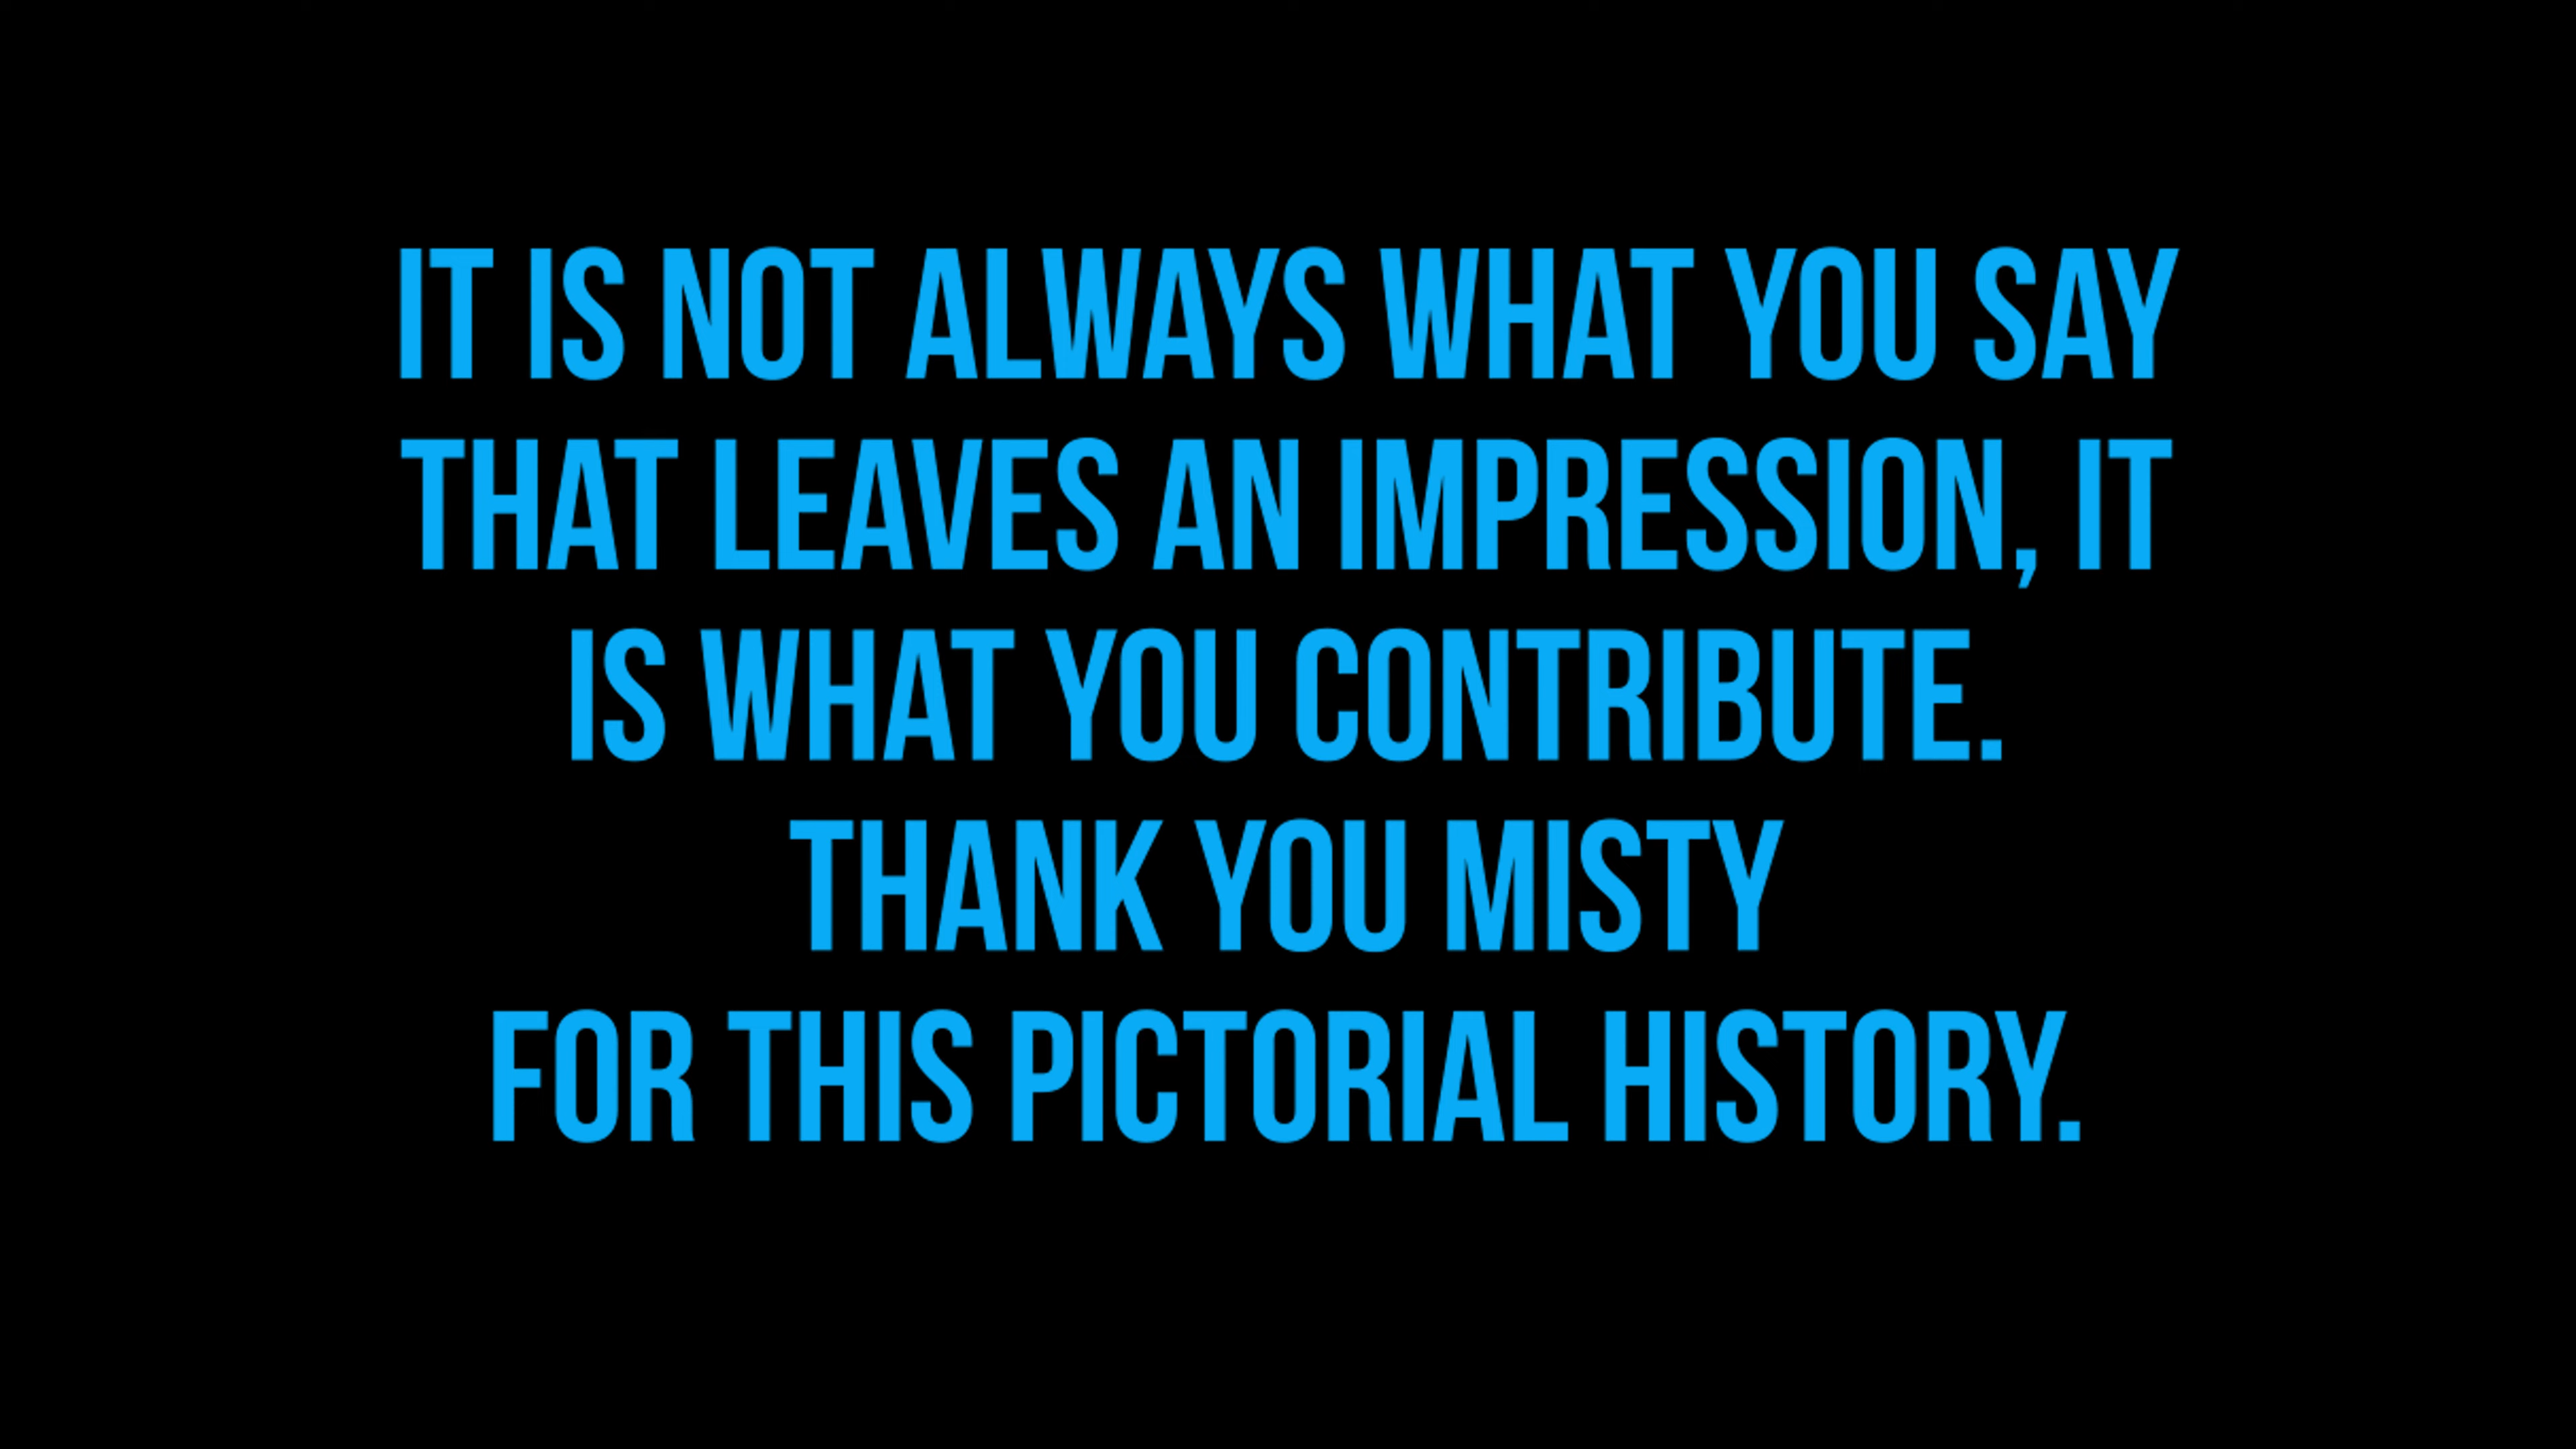 IT IS NOT ALWAYS WHAT YOU SAY
THAT LEAVES AN IMPRESSION, IT
IS WHAT YOU CONTRIBUTE.
THANK YOU MISTY
FOR THIS PICTORIAL HISTORY.